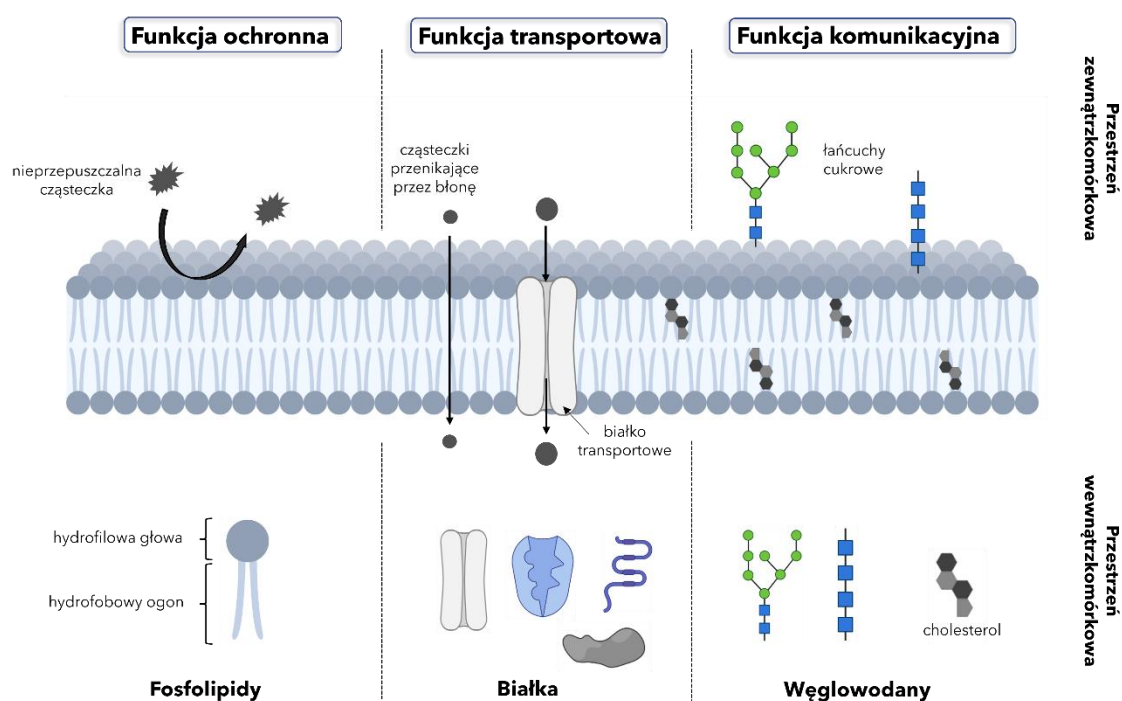 Funkcja ochronna
Funkcja transportowa
Funkcja komunikacyjna
Przestrzeń
zewnątrzkomórkowa
nieprzepuszczalna
cząsteczka
cząsteczki
przenikające
przez błonę
łańcuchy
cukrowe
białko
transportowe
hydrofilowa głowa
hydrofobowy ogon
cholesterol
Przestrzeń
wewnątrzkomórkowa
Fosfolipidy
Białka
Węglowodany